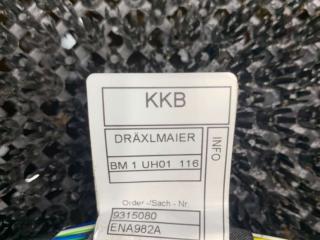 KKB
DRÄXLMAIER
INFO
BM 1 UH01 116
Order -/Sach - Nr.
9315080
ENA982A